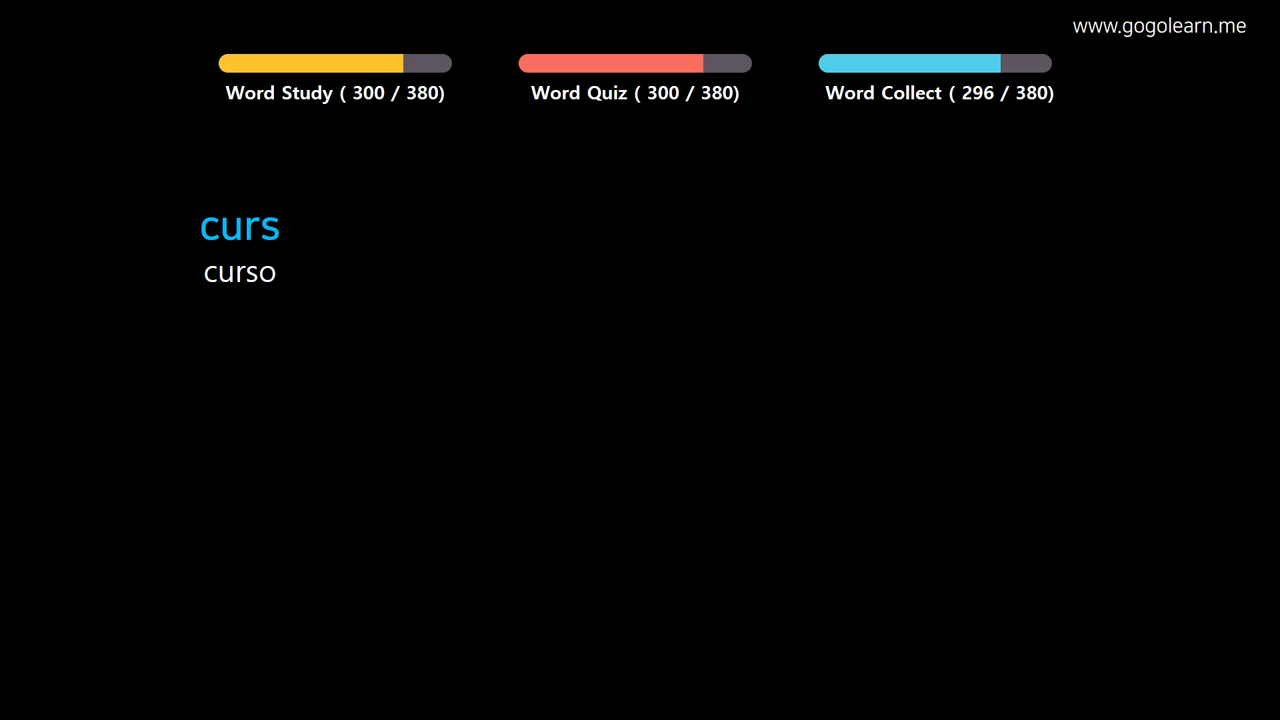 www.gogolearn.me
Word Study ( 300 / 380)
Word Quiz ( 300 / 380)
Word Collect ( 296 / 380)
curs
curso